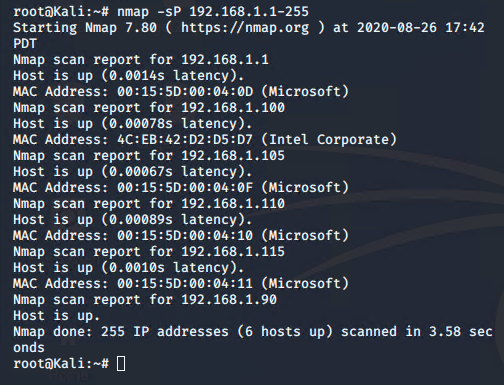 root@Kali:~# nmap -sP 192.168.1.1-255
Starting Nmap 7.80 ( https://nmap.org ) at 2020-08-26 17:42
PDT
Nmap scan report for 192.168.1.1
Host is up (0.0014s latency).
MAC Address: 00:15:5D:00:04:0D (Microsoft)
Nmap scan report for 192.168.1.100
Host is up (0.00078s latency).
MAC Address: 4C:EB:42:D2:D5:D7 (Intel Corporate)
Nmap scan report for 192.168.1.105
Host is up (0.00067s latency).
MAC Address: 00:15:5D:00:04:0F (Microsoft)
Nmap scan report for 192.168.1.110
Host is up (0.00089s latency).
MAC Address: 00:15:5D:00:04:10 (Microsoft)
Nmap scan report for 192.168.1.115
Host is up (0.0010s latency).
MAC Address: 00:15:5D:00:04:11 (Microsoft)
Nmap scan report for 192.168.1.90
Host is up.
Nmap done: 255 IP addresses (6 hosts up) scanned in 3.58 sec
onds
root@Kali:~#